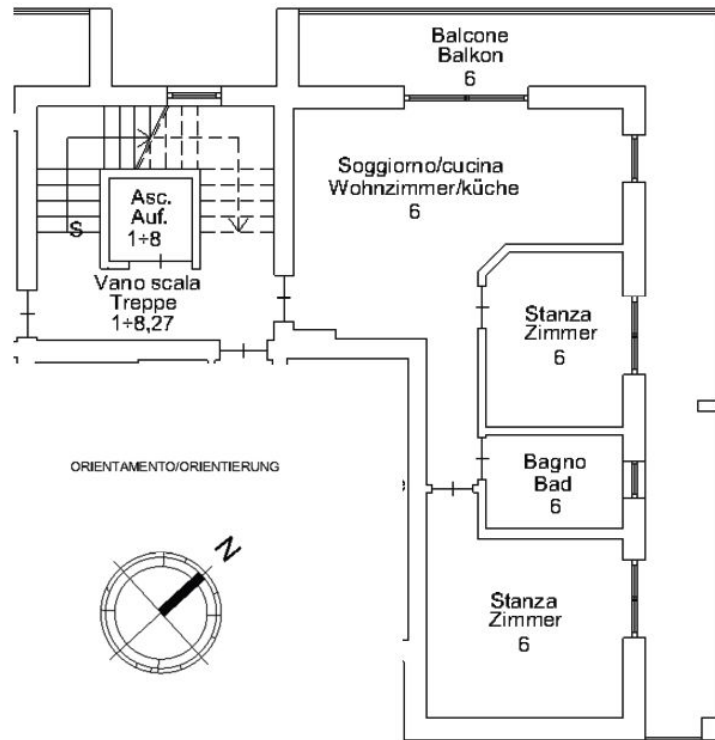 Balcone
Balkon
6
Soggiorno/cucina
Wohnzimmer/küche
6
Asc.
Auf.
1÷8
S
Vano scala
Treppe
1÷8,27
Stanza
Zimmer
6
ORIENTAMENTO/ORIENTIERUNG
Bagno
Bad
6
N
Stanza
Zimmer
6